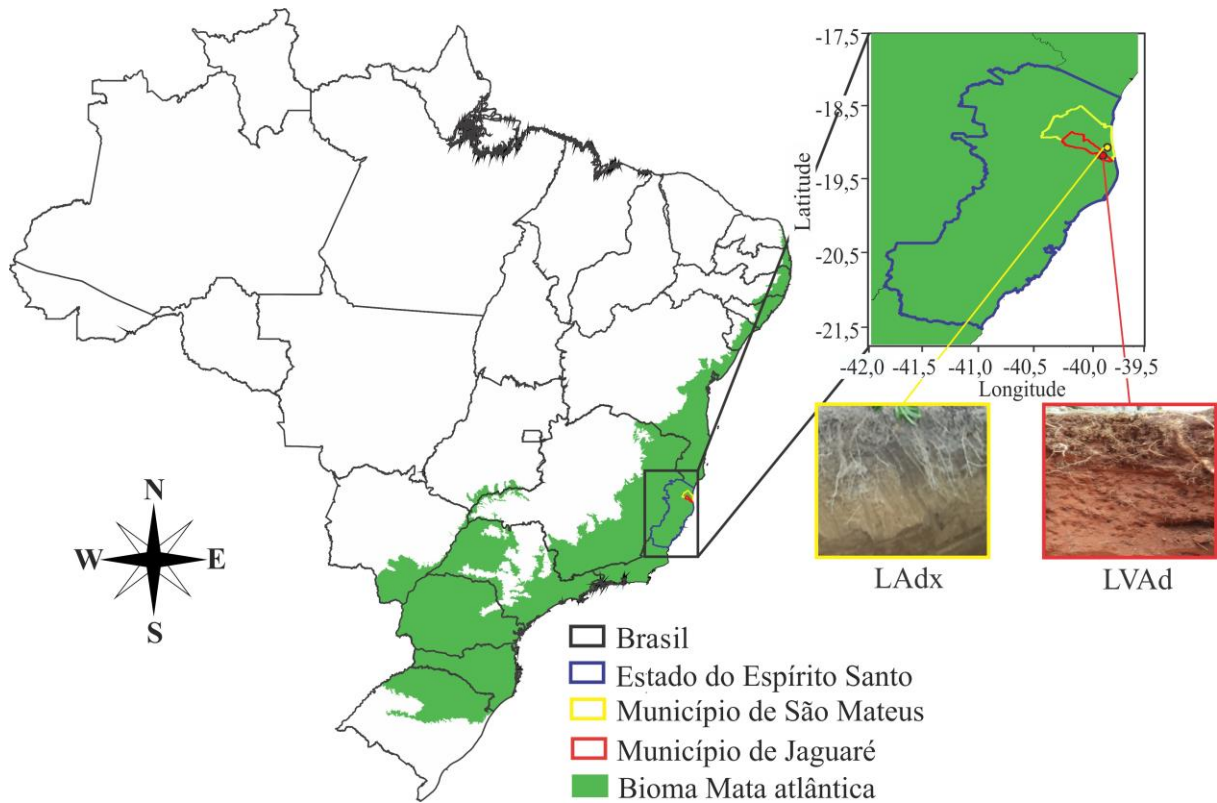 -17,5
-18,5
-19,5
-20,5
-21,5
Latitude
-42,0 -41,5 -41,0 -40,5 -40,0 -39,5
Longitude
LAdx
LVAd
N
W E
S
Brasil
Estado do Espírito Santo
Município de São Mateus
Município de Jaguaré
Bioma Mata atlântica